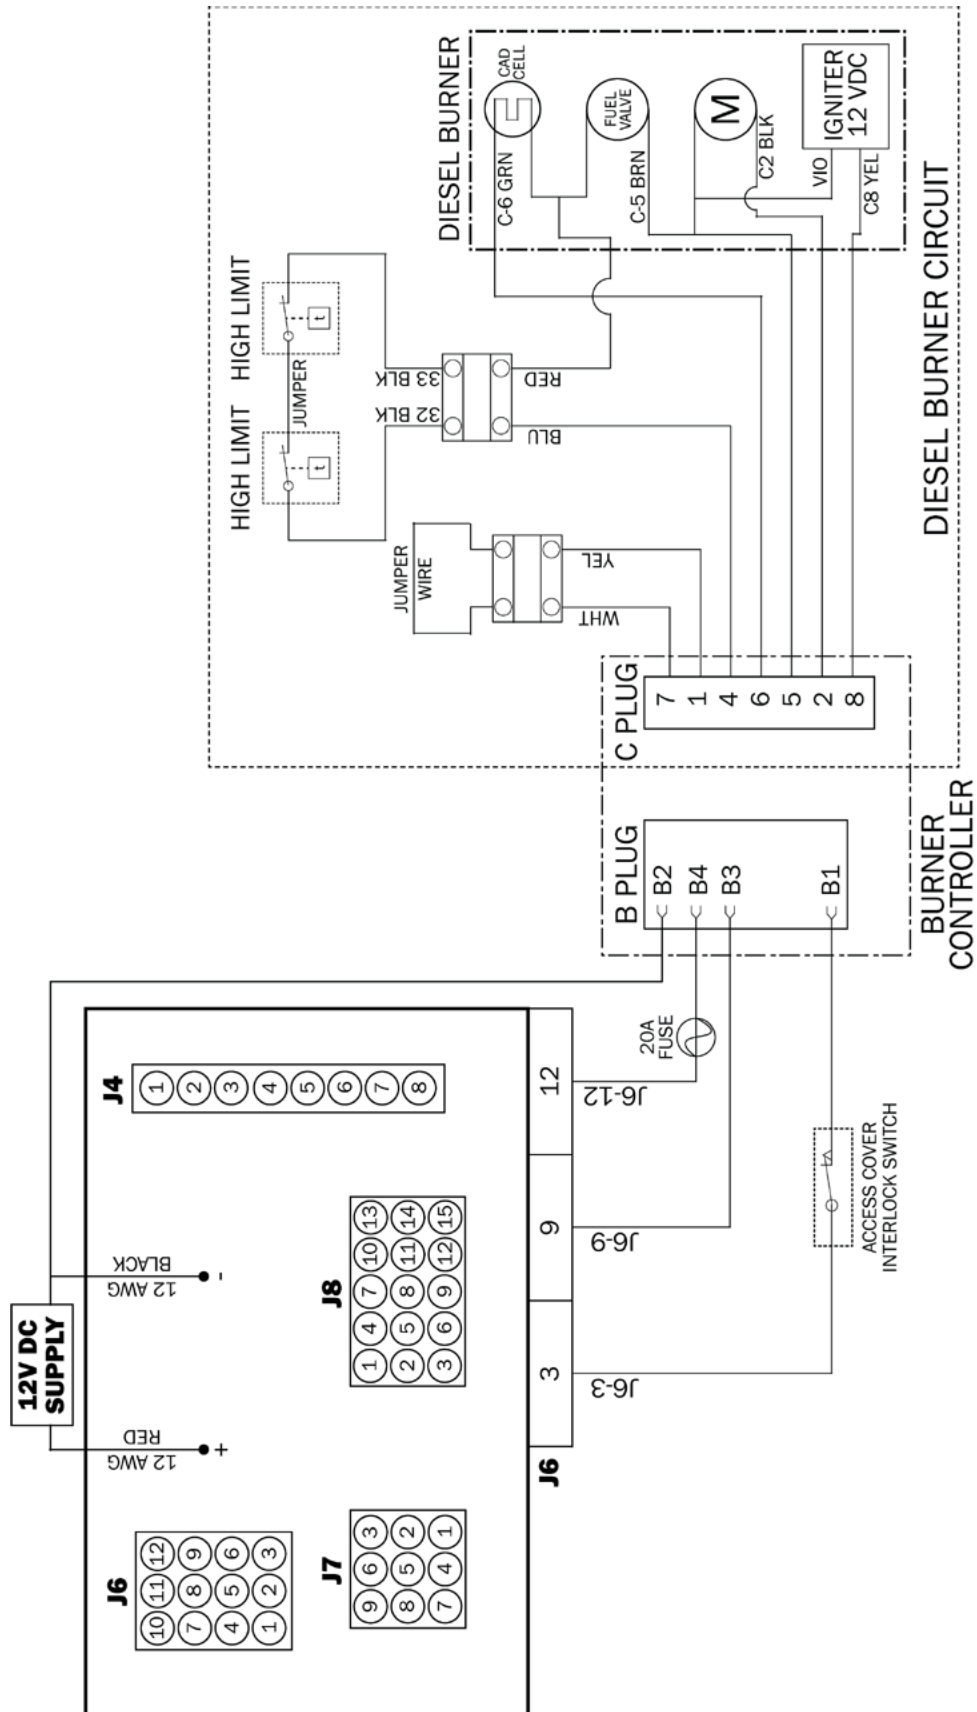 12V DC
SUPPLY
12 AWG
RED
+
12 AWG
BLACK
-
J6
10 11 12
7 8 9
4 5 6
1 2 3
J7
9 6 3
8 5 2
7 4 1
J8
1 4 7 10 13
2 5 8 11 14
3 6 9 12 15
J4
1
2
3
4
5
6
7
8
J6
3
9
12
J6-3
J6-9
J6-12
20A
FUSE
ACCESS COVER
INTERLOCK SWITCH
B PLUG
B2
B4
B3
B1
BURNER
CONTROLLER
C PLUG
7
1
4
6
5
2
8
JUMPER
WIRE
WHT
YEL
HIGH LIMIT
HIGH LIMIT
t
t
JUMPER
32 BLK
33 BLK
BLU
RED
DIESEL BURNER
CAD
CELL
C-6 GRN
FUEL
VALVE
C-5 BRN
M
C2 BLK
IGNITER
12 VDC
VIO
C8 YEL
DIESEL BURNER CIRCUIT